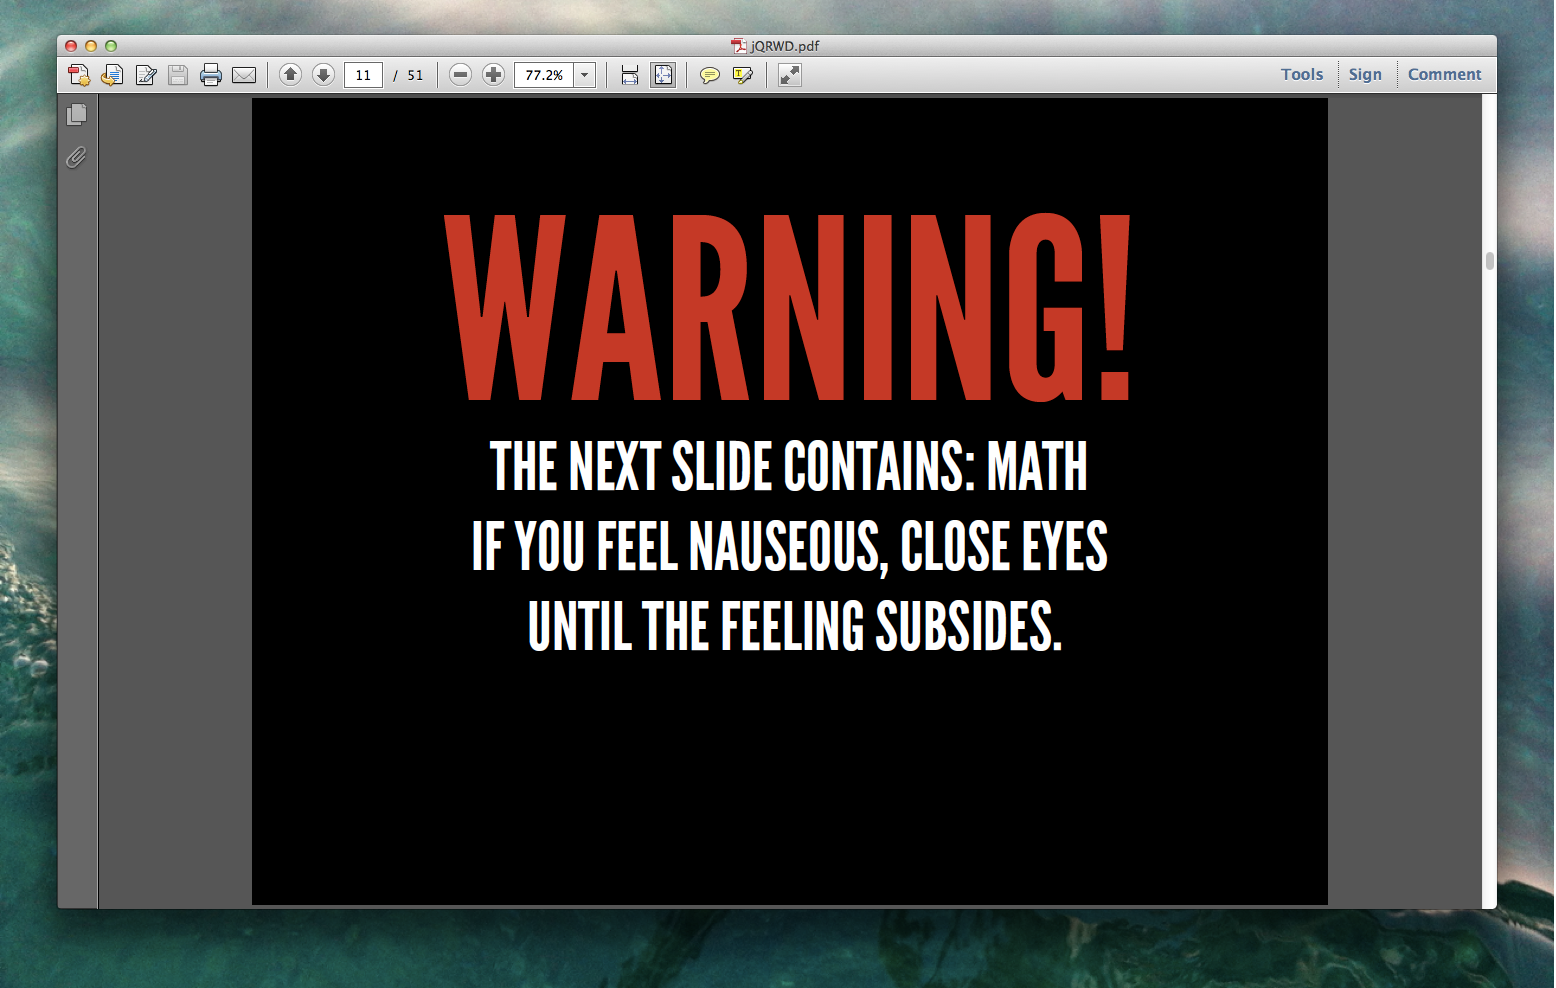 jQRWD.pdf
11 / 51
77.2%
Tools
Sign
Comment
WARNING!
THE NEXT SLIDE CONTAINS: MATH
IF YOU FEEL NAUSEOUS, CLOSE EYES
UNTIL THE FEELING SUBSIDES.